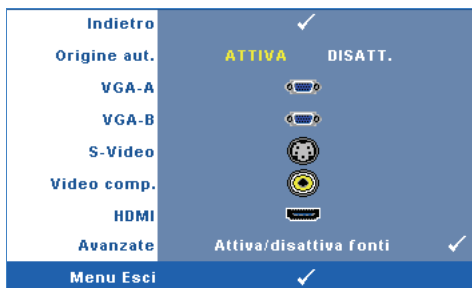 Indietro
Origine aut. ATTIVA DISATT.
VGA-A
VGA-B
S-Video
Video comp.
HDMI
Avanzate Attiva/disattiva fonti
Menu Esci